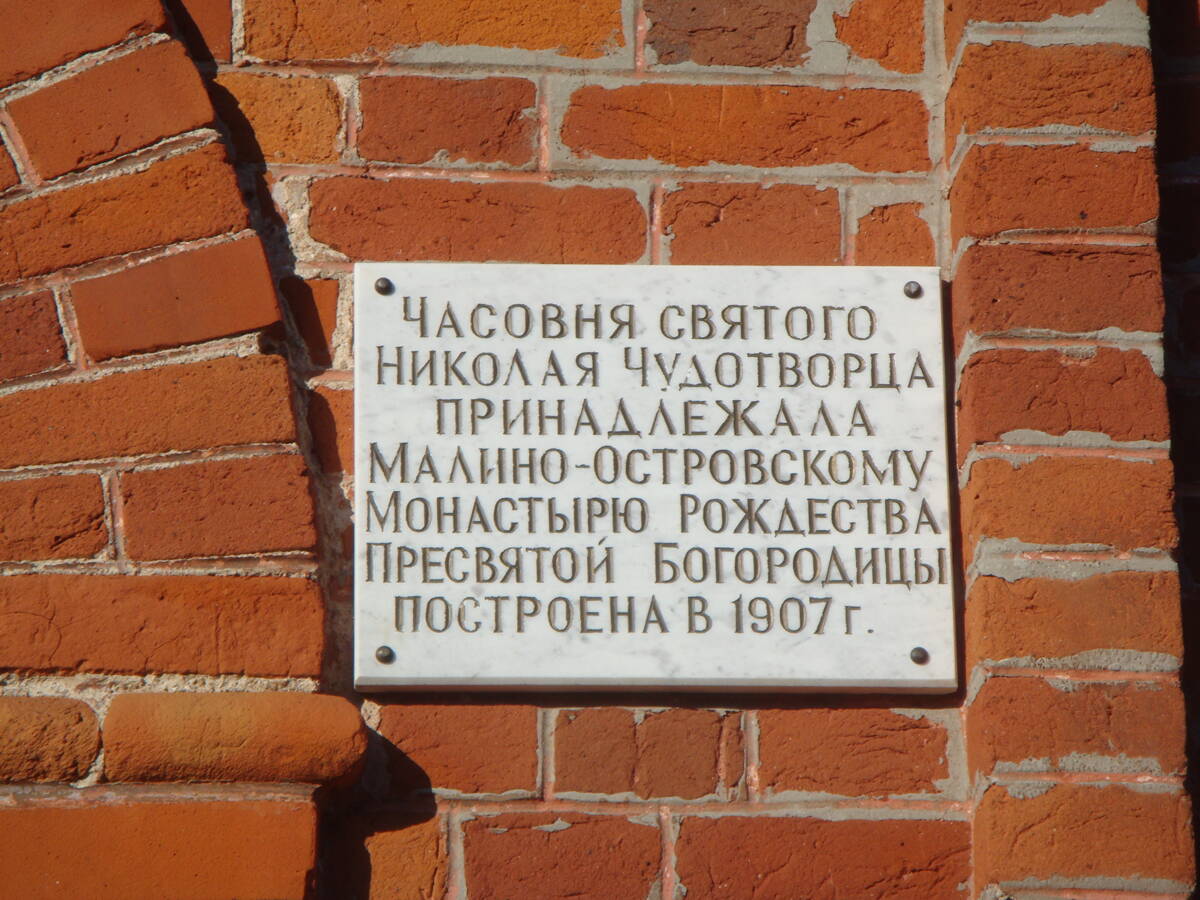 Часовня святого
Николая Чудотворца
принадлежала
Малино-островскому
Монастырю Рождества
Пресвятой Богородицы
построена в 1907 г.